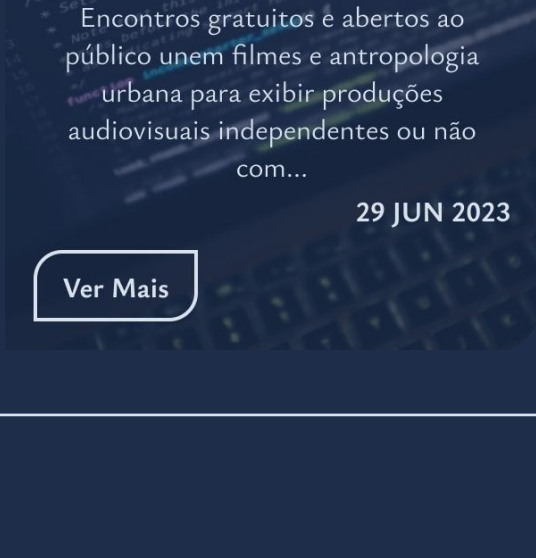 Encontros gratuitos e abertos ao
público unem filmes e antropologia
urbana para exibir produções
audiovisuais independentes ou não
com...
29 JUN 2023
Ver Mais